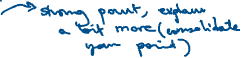 strong point, explain
a bit more (consolidate
your point)